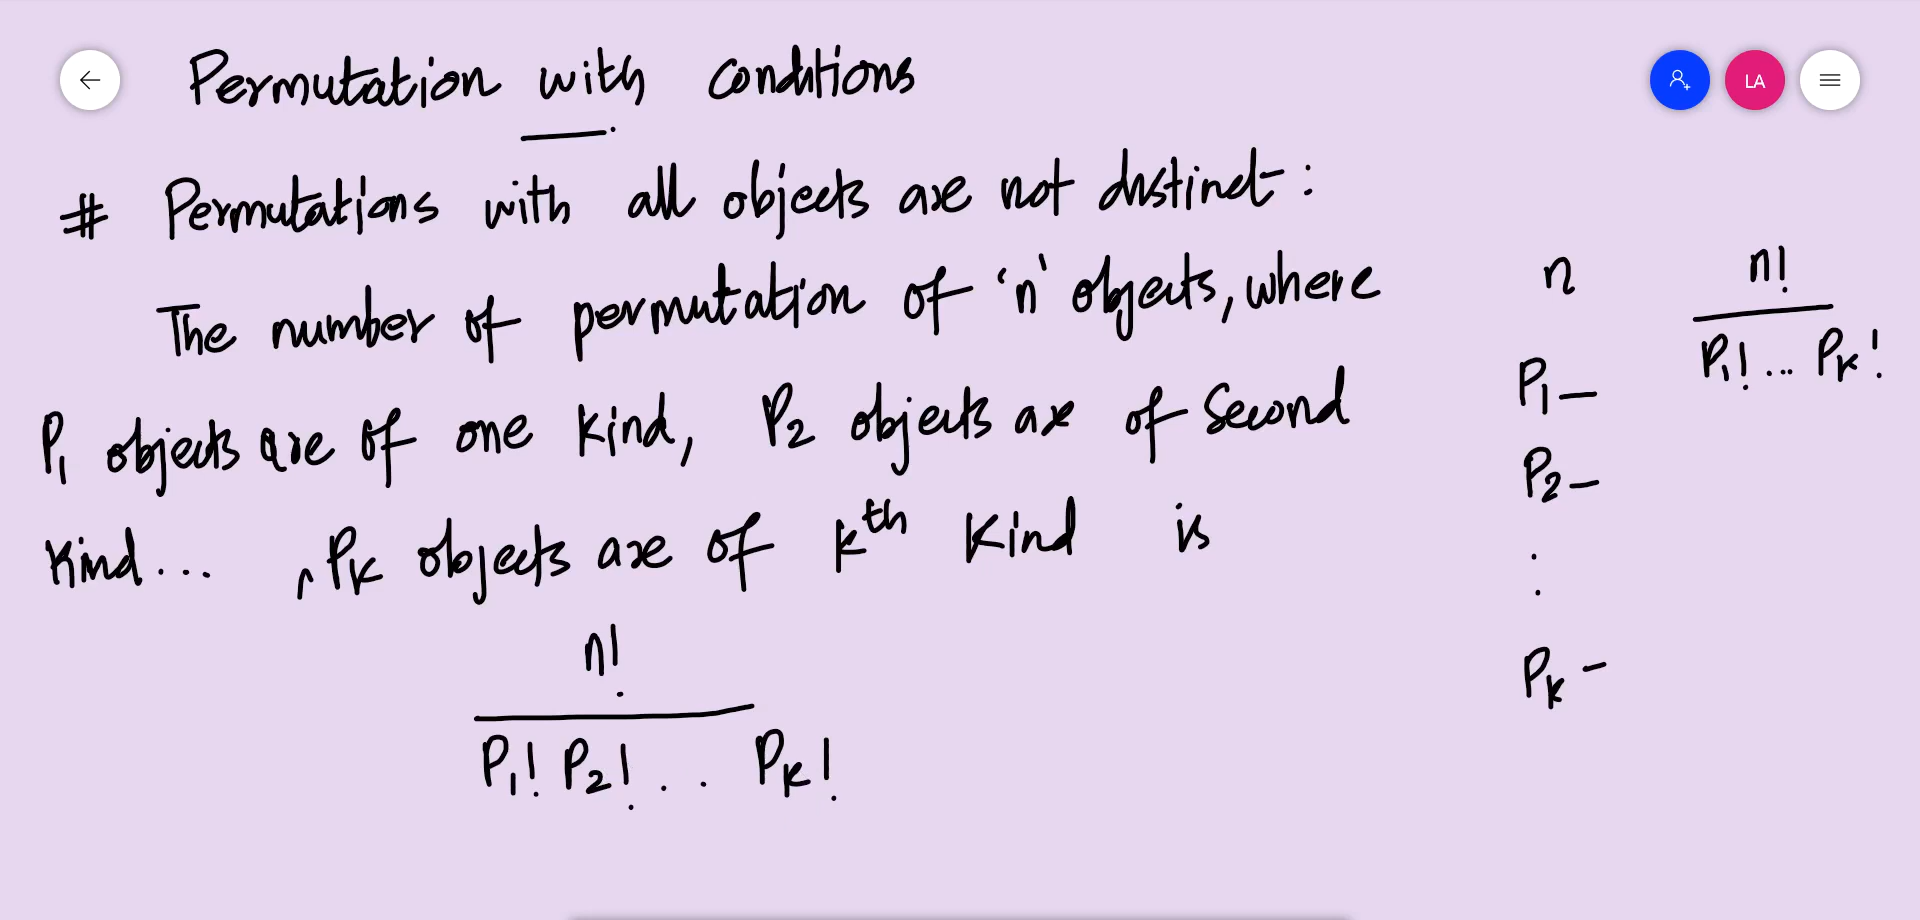 Permutation with conditions
LA
# Permutations with all objects are not distinct :
The number of permutation of 'n' objects, where
P₁ objects are of one kind, P₂ objects are of second
kind... , Pₖ objects are of kᵗʰ kind is
n!
P₁! P₂! . . Pₖ!
n
P₁ –
P₂ –
:
Pₖ –
n!
P₁! .... Pₖ!